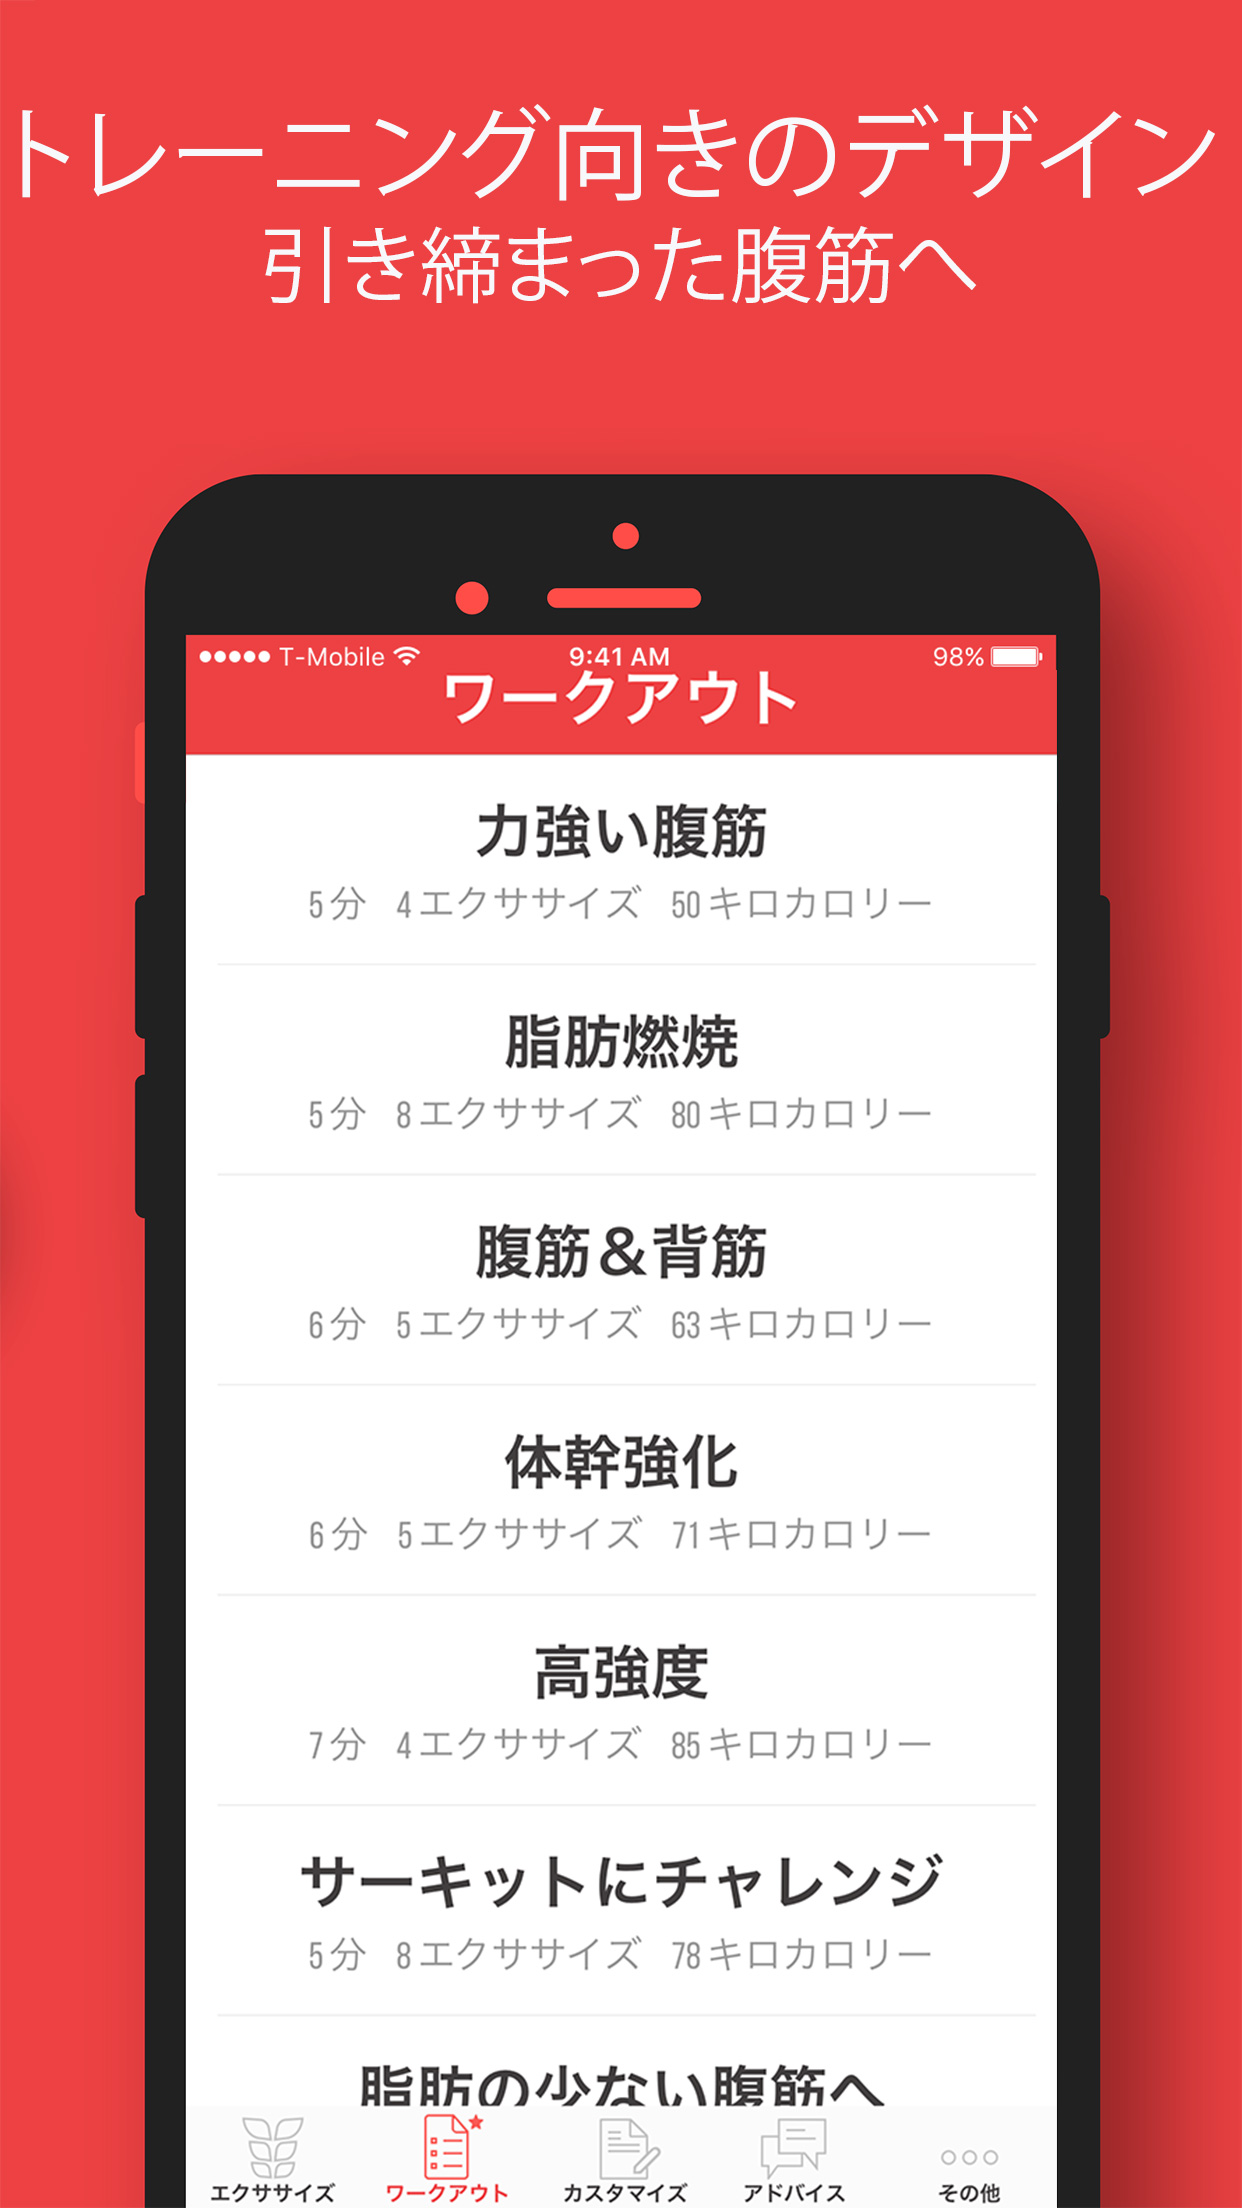 トレーニング向きのデザイン
引き締まった腹筋へ
T-Mobile 9:41 AM 98%
ワークアウト
力強い腹筋
5分 4エクササイズ 50キロカロリー
脂肪燃焼
5分 8エクササイズ 80キロカロリー
腹筋＆背筋
6分 5エクササイズ 63キロカロリー
体幹強化
6分 5エクササイズ 71キロカロリー
高強度
7分 4エクササイズ 85キロカロリー
サーキットにチャレンジ
5分 8エクササイズ 78キロカロリー
脂肪の少ない腹筋へ
エクササイズ ワークアウト カスタマイズ アドバイス その他